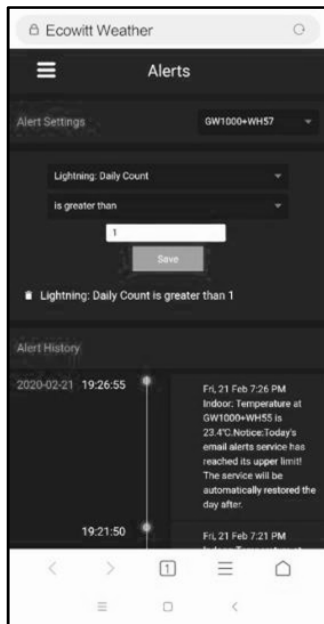 Ecowitt Weather
Alerts
Alert Settings
GW1000+WH57
Lightning: Daily Count
is greater than
1
Save
Lightning: Daily Count is greater than 1
Alert History
2020-02-21 19:26:55
Fri, 21 Feb 7:26 PM
Indoor: Temperature at
GW1000+WH55 is
23.4℃.Notice:Today's
email alerts service has
reached its upper limit!
The service will be
automatically restored the
day after.
19:21:50
Fri, 21 Feb 7:21 PM
1